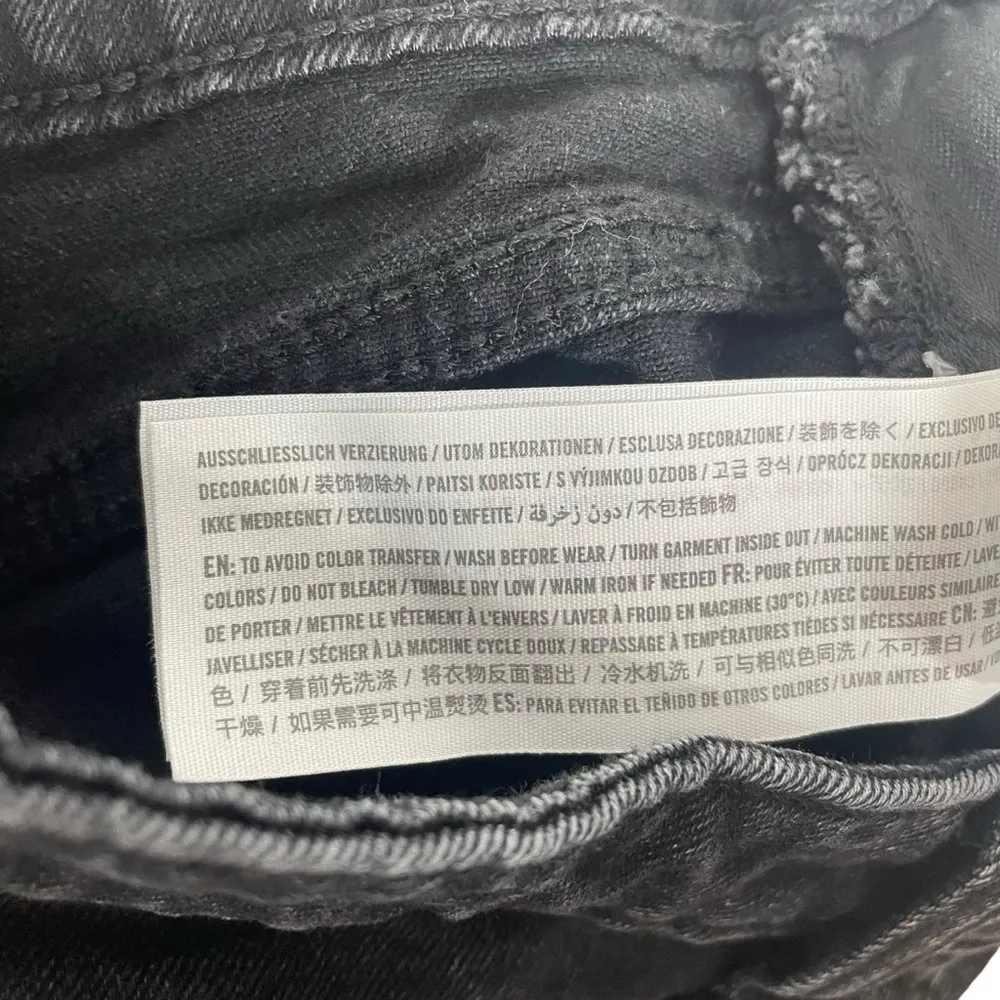 AUSSCHLIESSLICH VERZIERUNG / UTOM DEKORATIONEN / ESCLUSA DECORAZIONE / 装飾を除く / EXCLUSIVO DE
DECORACIÓN / 装饰物除外 / PAITSI KORISTE / S VÝJIMKOU OZDOB / 고급 장식 / OPRÓCZ DEKORACJI / DEKOR
IKKE MEDREGNET / EXCLUSIVO DO ENFEITE / دون زخرفة / 不包括飾物
EN: TO AVOID COLOR TRANSFER / WASH BEFORE WEAR / TURN GARMENT INSIDE OUT / MACHINE WASH COLD /
COLORS / DO NOT BLEACH / TUMBLE DRY LOW / WARM IRON IF NEEDED FR: POUR ÉVITER TOUTE DÉTEINTE / LAVE
DE PORTER / METTRE LE VÊTEMENT À L'ENVERS / LAVER À FROID EN MACHINE (30°C) / AVEC COULEURS SIMILAIRE
JAVELLISER / SÉCHER À LA MACHINE CYCLE DOUX / REPASSAGE À TEMPÉRATURES TIÈDES SI NÉCESSAIRE CN: 避
色 / 穿着前先洗涤 / 将衣物反面翻出 / 冷水机洗 / 可与相似色同洗 / 不可漂白 / 低
干燥 / 如果需要可中温熨烫 ES: PARA EVITAR EL TEÑIDO DE OTROS COLORES / LAVAR ANTES DE USAR /